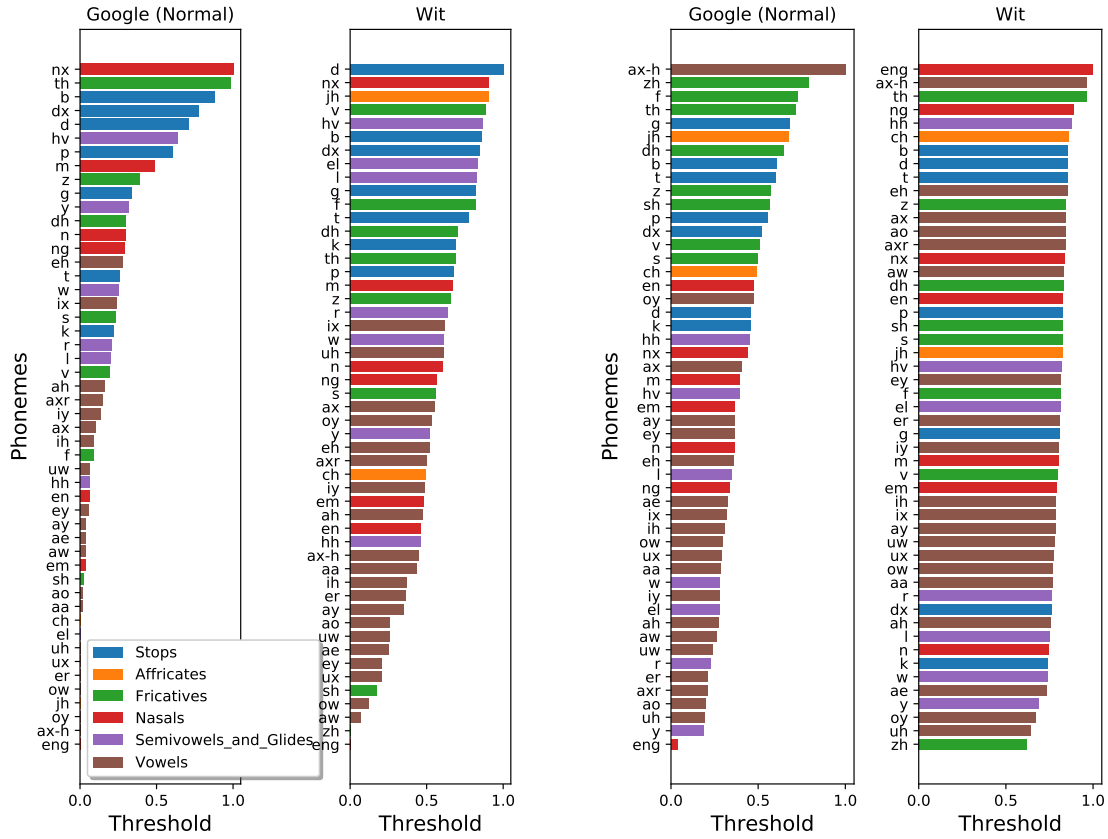 Google (Normal)
Phonemes
nx
th
b
dx
d
hv
p
m
z
g
y
dh
n
ng
eh
t
w
ix
s
k
r
l
v
ah
axr
iy
ax
ih
f
uw
hh
en
ey
ay
ae
aw
em
sh
ao
aa
ch
el
uh
ux
er
ow
jh
oy
ax-h
eng
Stops
Affricates
Fricatives
Nasals
Semivowels_and_Glides
Vowels
0.0 0.5 1.0
Threshold
Wit
d
nx
jh
v
hv
b
dx
el
l
g
f
t
dh
k
th
p
m
z
r
ix
w
uh
n
ng
s
ax
oy
y
eh
axr
ch
iy
em
ah
en
hh
ax-h
aa
ih
er
ay
ao
uw
ae
ey
ux
sh
ow
aw
zh
eng
0.0 0.5 1.0
Threshold
Google (Normal)
Phonemes
ax-h
zh
f
th
g
jh
dh
b
t
z
sh
p
dx
v
s
ch
en
oy
d
k
hh
nx
ax
m
hv
em
ay
ey
n
eh
l
ng
ae
ix
ih
ow
ux
aa
w
iy
el
ah
aw
uw
r
er
axr
ao
uh
y
eng
0.0 0.5 1.0
Threshold
Wit
eng
ax-h
th
ng
hh
ch
b
d
t
eh
z
ax
ao
axr
nx
aw
dh
en
p
sh
s
jh
hv
ey
f
el
er
g
iy
m
v
em
ih
ix
ay
uw
ux
ow
aa
r
dx
ah
l
n
k
w
ae
y
oy
uh
zh
0.0 0.5 1.0
Threshold